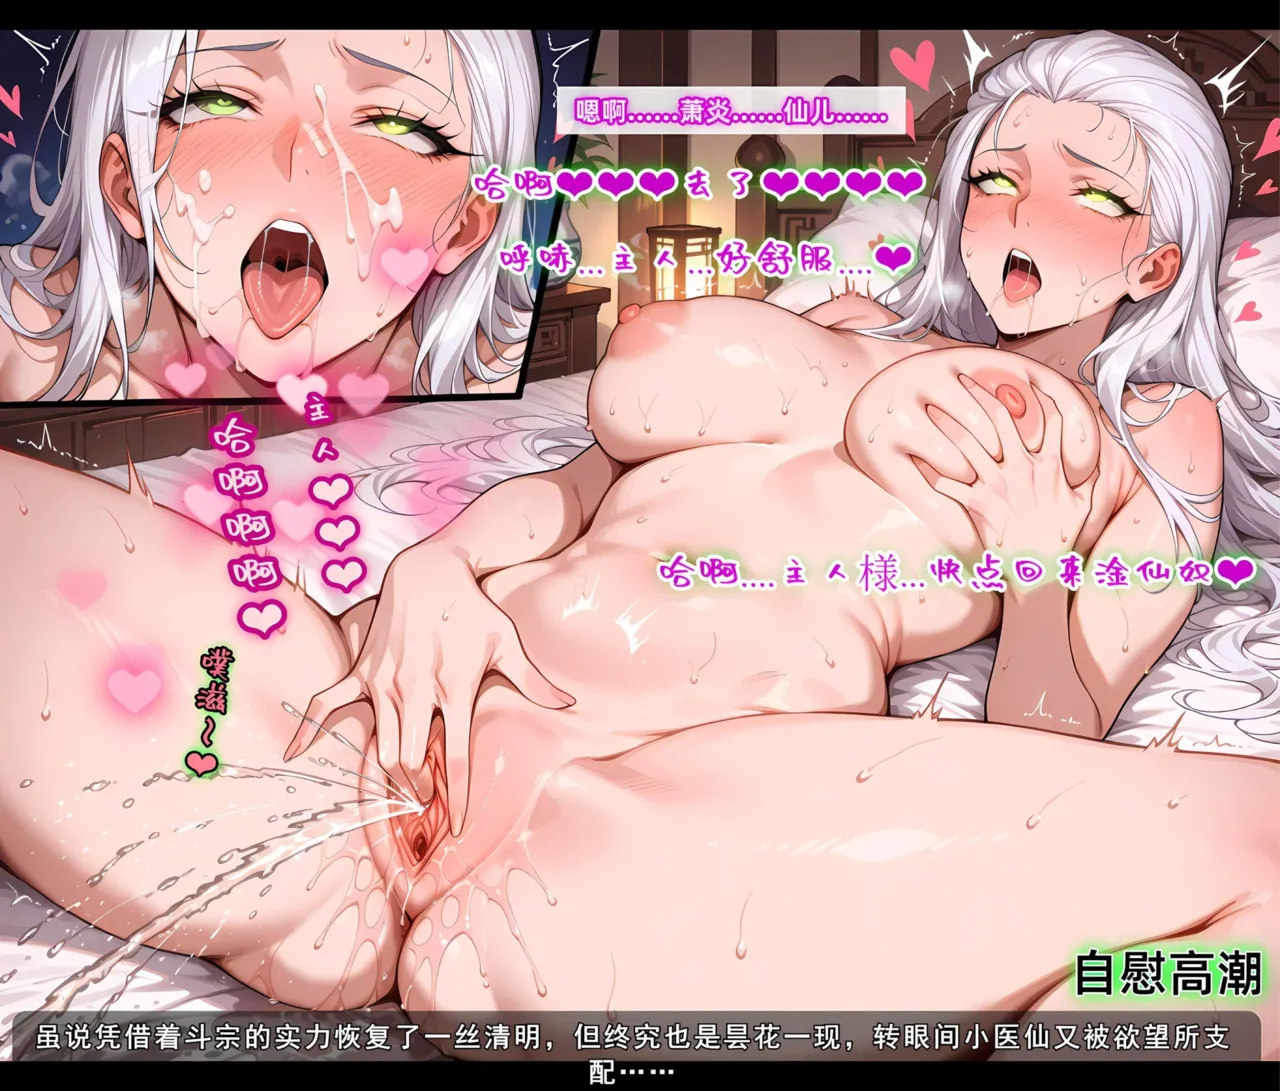 嗯啊......萧炎......仙儿......
哈啊❤❤❤去了❤❤❤❤
呼哧...主人...好舒服....❤
主人❤❤❤
哈啊啊啊❤
哈啊....主人様...快点回来淦仙奴❤
噗滋~❤
自慰高潮
虽说凭借着斗宗的实力恢复了一丝清明，但终究也是昙花一现，转眼间小医仙又被欲望所支
配……